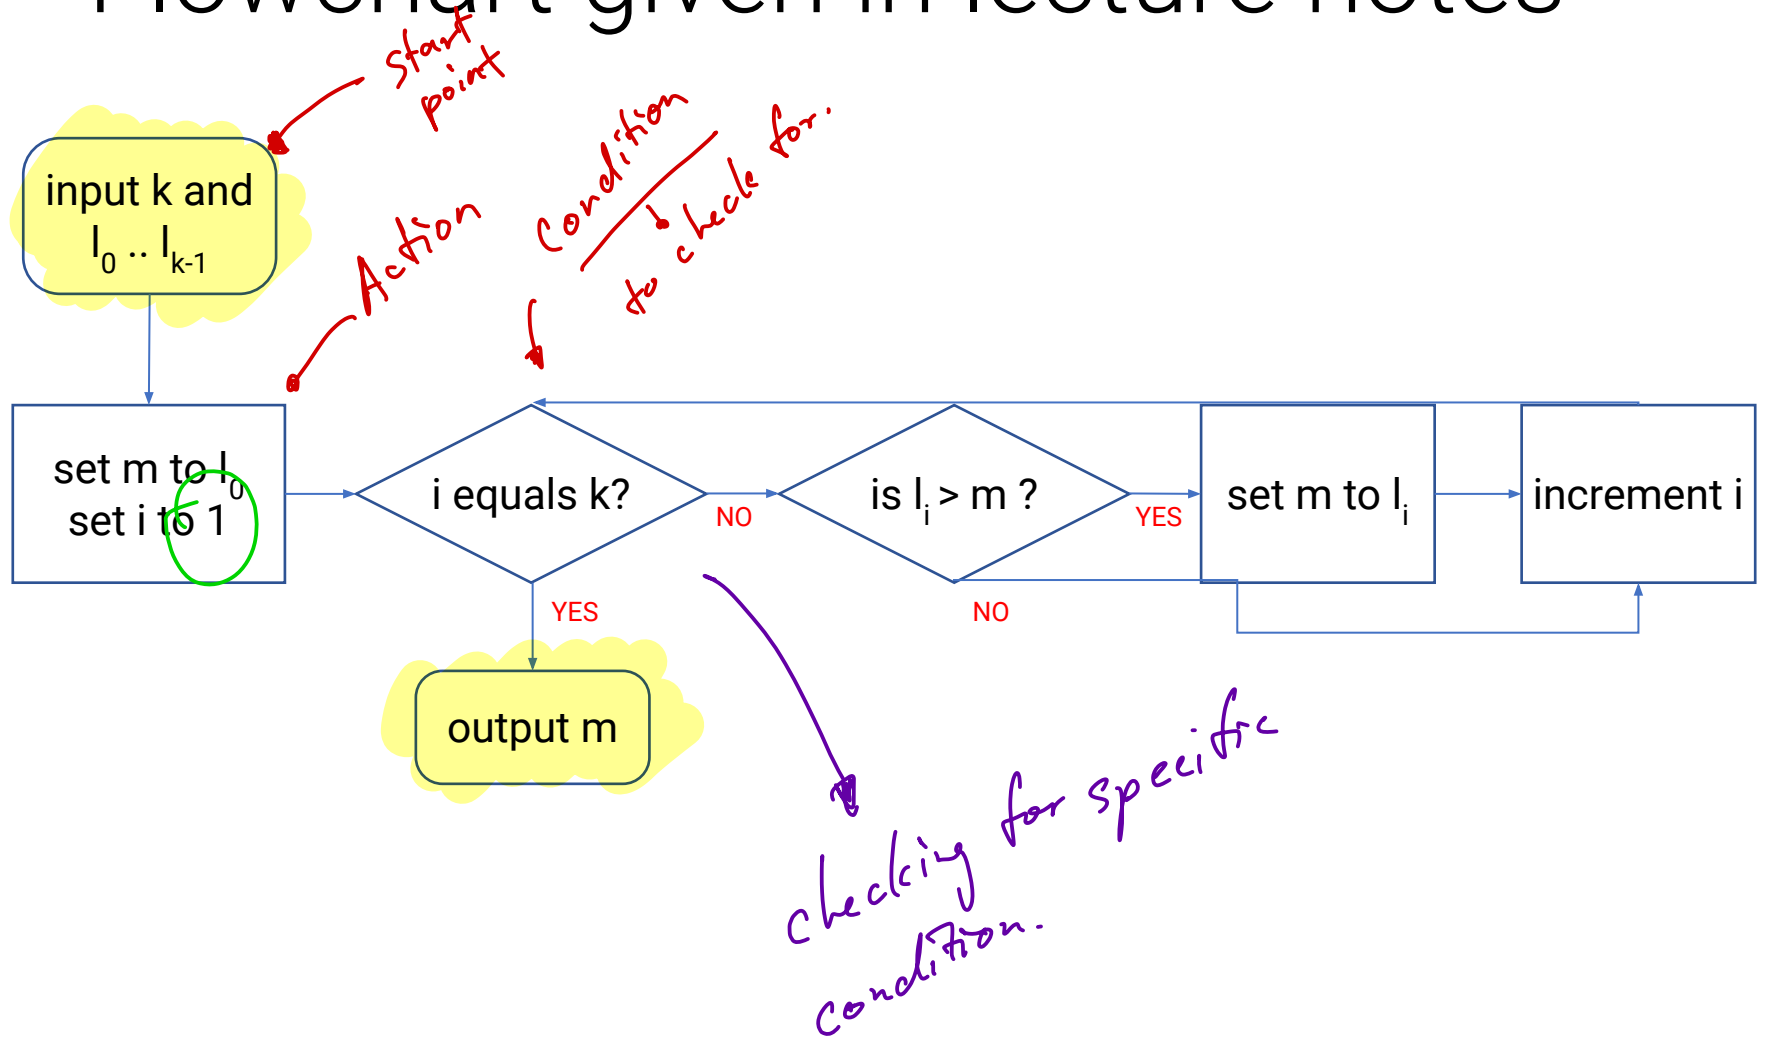 Flowchart given in lecture notes
start
point
input k and
l0 .. lk-1
Action
condition
to check for.
set m to l0
set i to 1
i equals k?
NO
is li > m ?
YES
set m to li
increment i
YES
NO
output m
checking for specific
condition.